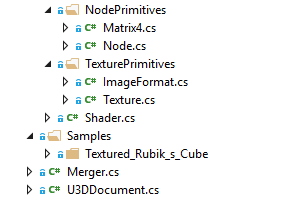 NodePrimitives
C# Matrix4.cs
C# Node.cs
TexturePrimitives
C# ImageFormat.cs
C# Texture.cs
C# Shader.cs
Samples
Textured_Rubik_s_Cube
C# Merger.cs
C# U3DDocument.cs